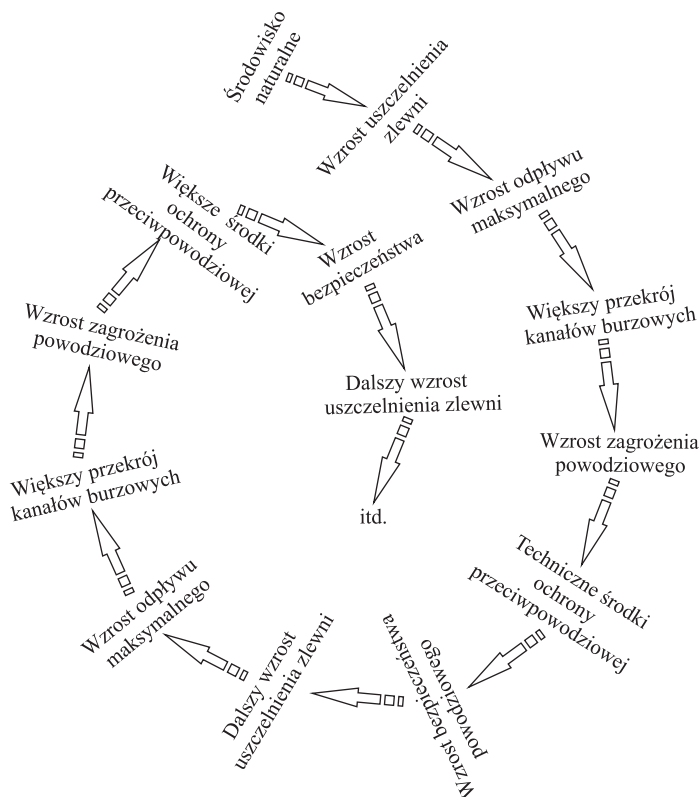 Środowisko
naturalne
Wzrost uszczelnienia
zlewni
Wzrost odpływu
maksymalnego
Większy przekrój
kanałów burzowych
Wzrost zagrożenia
powodziowego
Techniczne środki
ochrony
przeciwpowodziowej
Wzrost bezpieczeństwa
powodziowego
Dalszy wzrost
uszczelnienia zlewni
Wzrost odpływu
maksymalnego
Większy przekrój
kanałów burzowych
Wzrost zagrożenia
powodziowego
Większe środki
ochrony
przeciwpowodziowej
Wzrost
bezpieczeństwa
Dalszy wzrost
uszczelnienia zlewni
itd.